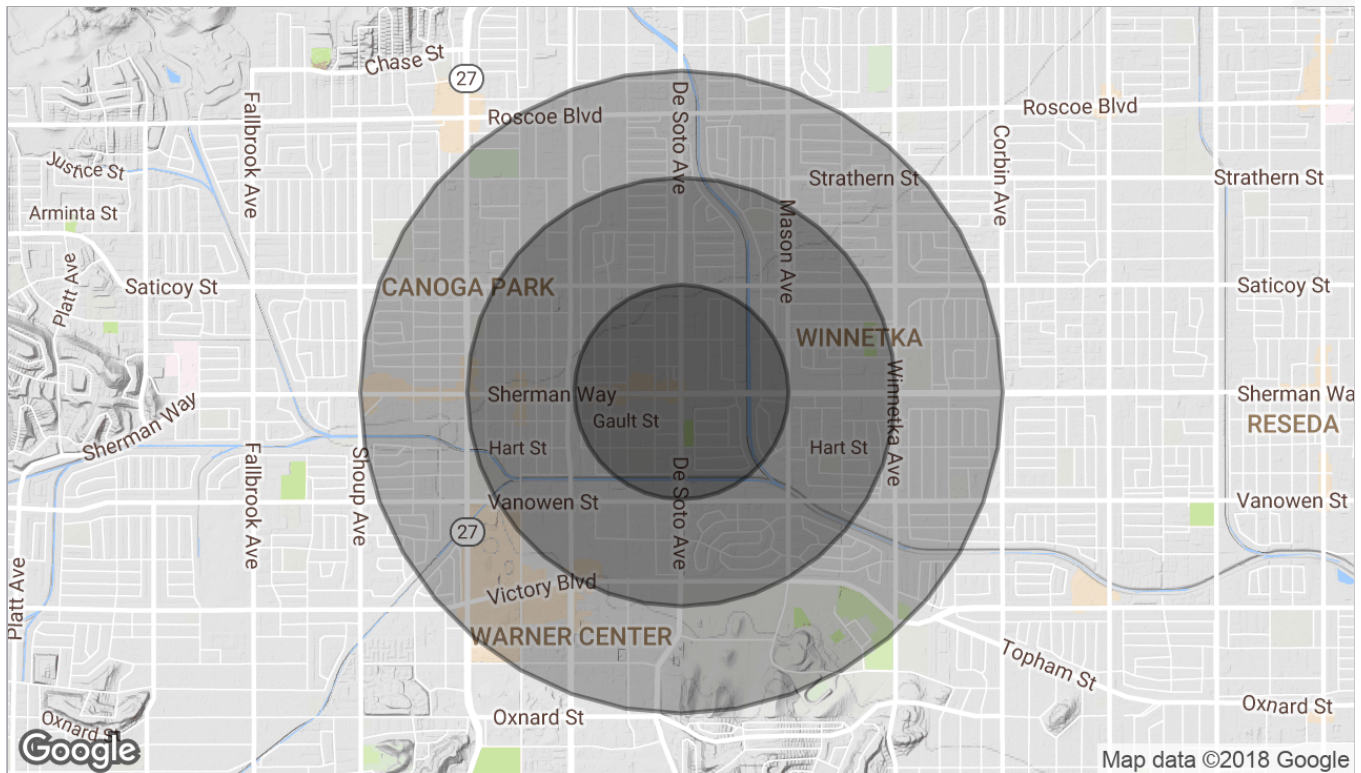 Chase St
27
De Soto Ave
Fallbrook Ave
Roscoe Blvd
Roscoe Blvd
Corbin Ave
Justice St
Strathern St
Strathern St
Arminta St
Mason Ave
Platt Ave
Saticoy St
CANOGA PARK
Saticoy St
WINNETKA
Sherman Way
Sherman Way
Sherman Wa
Gault St
Winnetka Ave
RESEDA
Fallbrook Ave
Shoup Ave
Hart St
Hart St
De Soto Ave
Vanowen St
Vanowen St
27
Platt Ave
Victory Blvd
WARNER CENTER
Topham St
Oxnard St
Oxnard St
Oxnard St
Google
Map data ©2018 Google